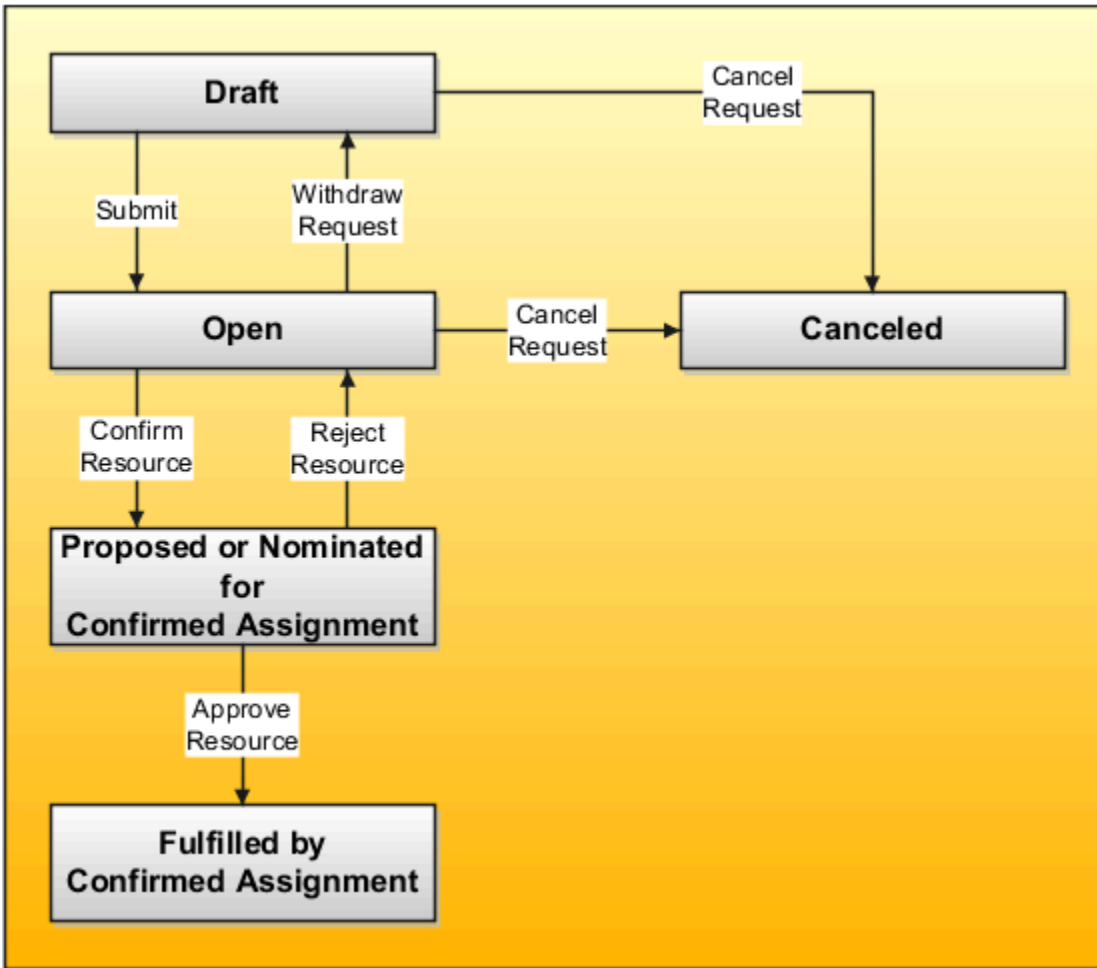 Draft
Cancel
Request
Submit
Withdraw
Request
Open
Cancel
Request
Canceled
Confirm
Resource
Reject
Resource
Proposed or Nominated
for
Confirmed Assignment
Approve
Resource
Fulfilled by
Confirmed Assignment